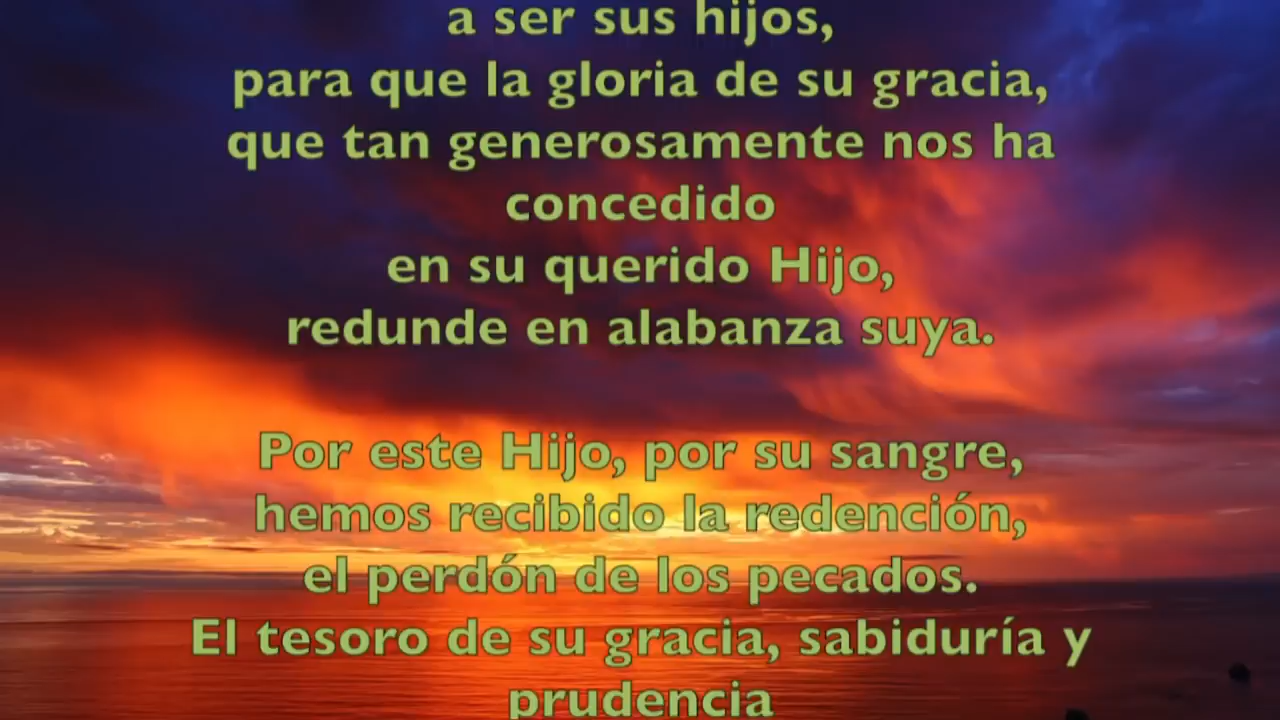 a ser sus hijos,
para que la gloria de su gracia,
que tan generosamente nos ha
concedido
en su querido Hijo,
redunde en alabanza suya.
Por este Hijo, por su sangre,
hemos recibido la redención,
el perdón de los pecados.
El tesoro de su gracia, sabiduría y
prudencia